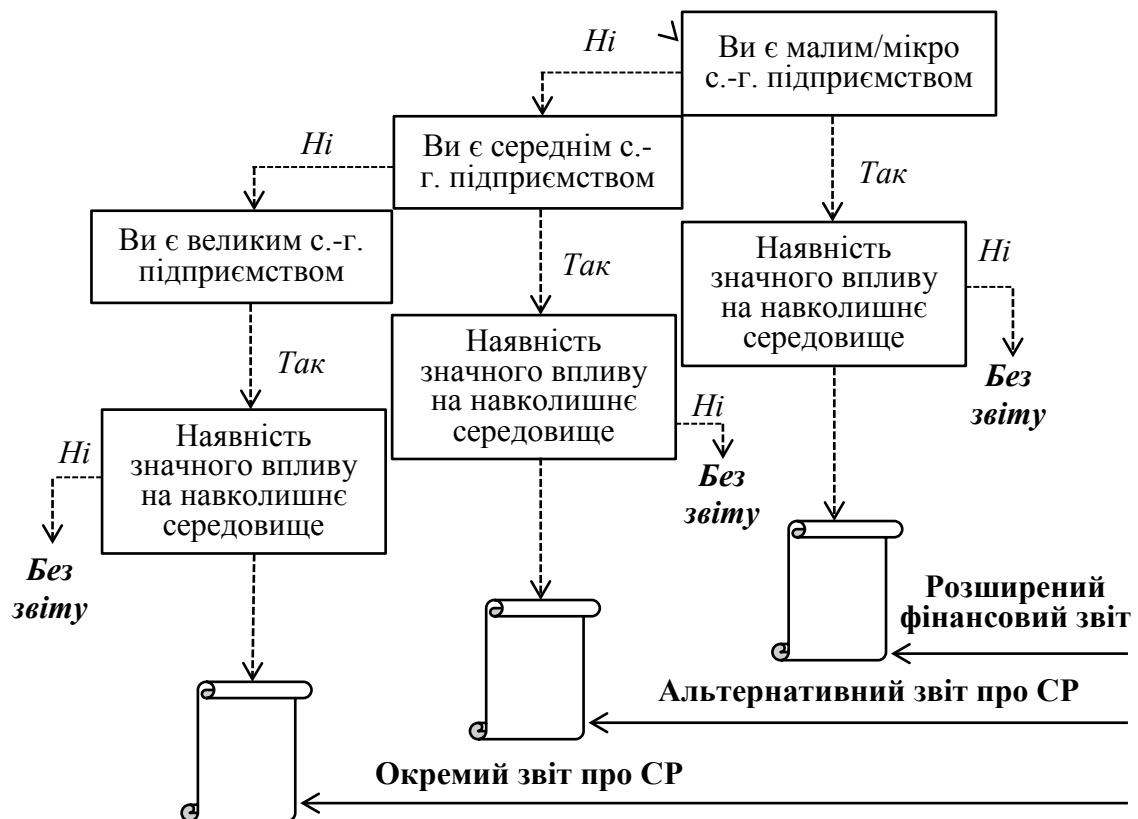 Ні
Ви є малим/мікро
с.-г. підприємством
Ні
Ви є середнім с.-
г. підприємством
Так
Ви є великим с.-г.
підприємством
Так
Наявність
значного впливу
на навколишнє
середовище
Ні
Без
звіту
Так
Наявність
значного впливу
на навколишнє
середовище
Ні
Без
звіту
Наявність
значного впливу
на навколишнє
середовище
Ні
Без
звіту
Розширений
фінансовий звіт
Альтернативний звіт про СР
Окремий звіт про СР